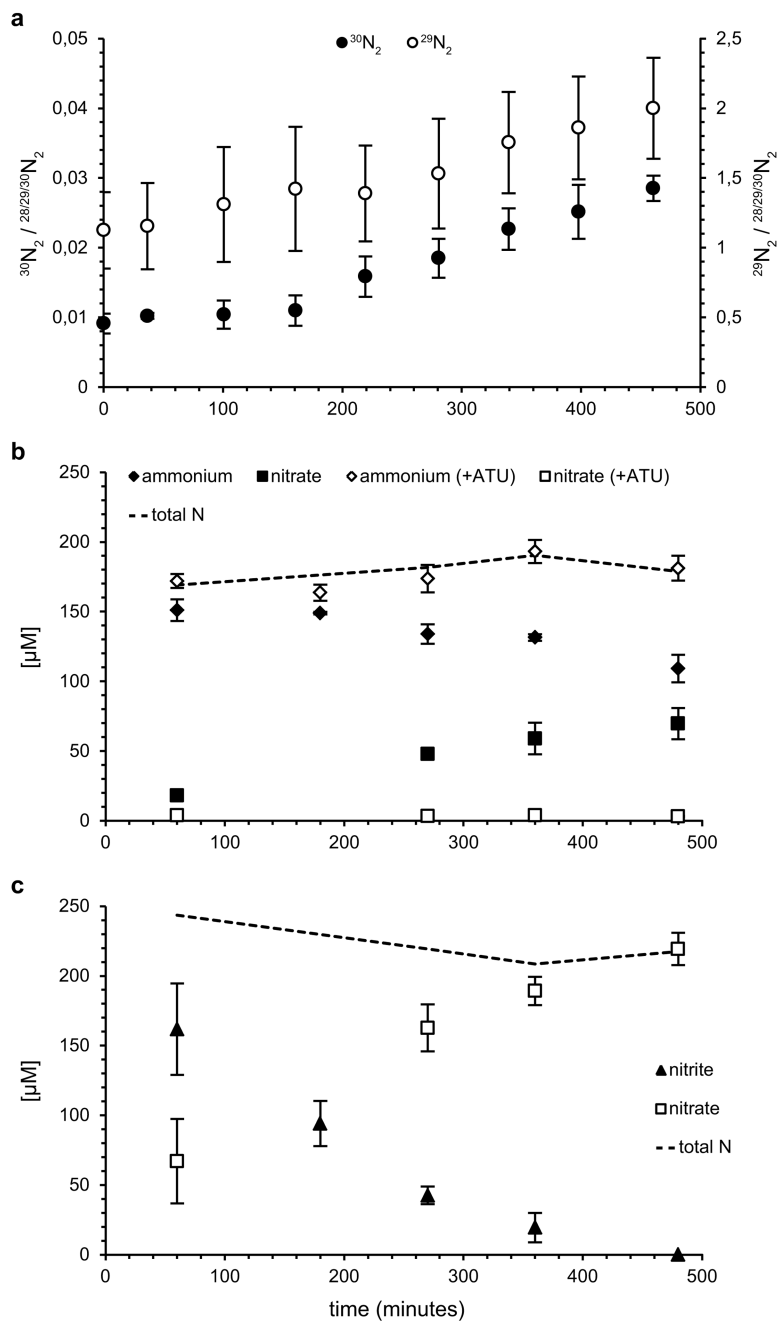 a
³⁰N₂ ²⁹N₂
0,05
0,04
0,03
0,02
0,01
0
³⁰N₂ / ²⁸/²⁹/³⁰N₂
2,5
2
1,5
1
0,5
0
²⁹N₂ / ²⁸/²⁹/³⁰N₂
0 100 200 300 400 500
b
ammonium nitrate ammonium (+ATU) nitrate (+ATU)
total N
250
200
150
100
50
0
[µM]
0 100 200 300 400 500
c
250
200
150
100
50
0
[µM]
nitrite
nitrate
total N
0 100 200 300 400 500
time (minutes)